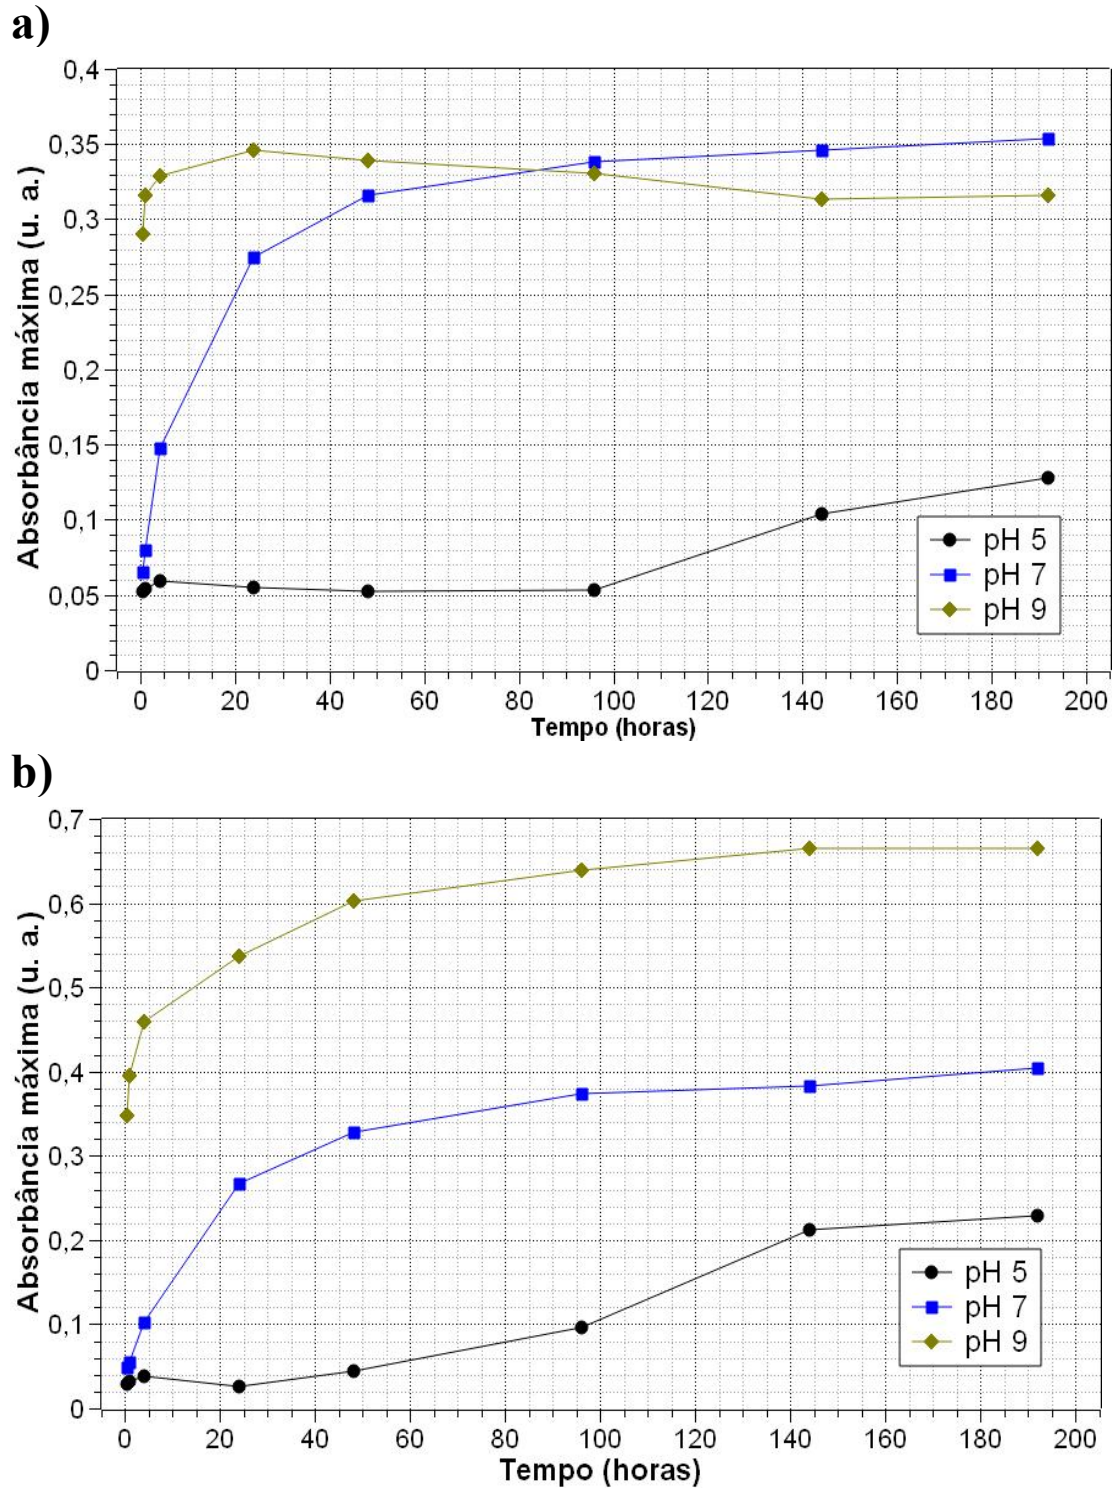 a)
0,4
0,35
0,3
0,25
0,2
0,15
0,1
0,05
0
Absorbância máxima (u. a.)
pH 5
pH 7
pH 9
0 20 40 60 80 100 120 140 160 180 200
Tempo (horas)
b)
0,7
0,6
0,5
0,4
0,3
0,2
0,1
0
Absorbância máxima (u. a.)
pH 5
pH 7
pH 9
0 20 40 60 80 100 120 140 160 180 200
Tempo (horas)